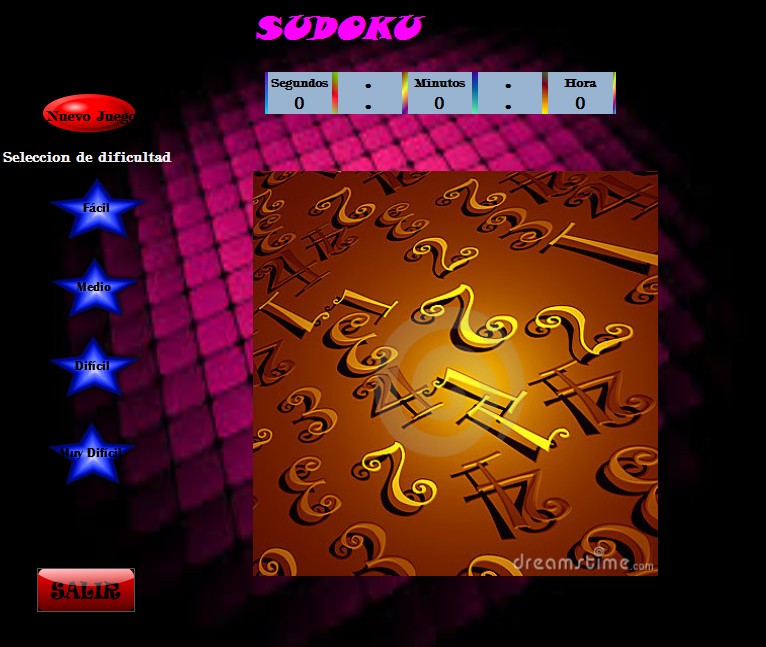 SUDOKU
Segundos : Minutos : Hora
0 0 0
Nuevo Juego
Seleccion de dificultad
Fácil
Medio
Difícil
Muy Difícil
SALIR
dreamstime.com